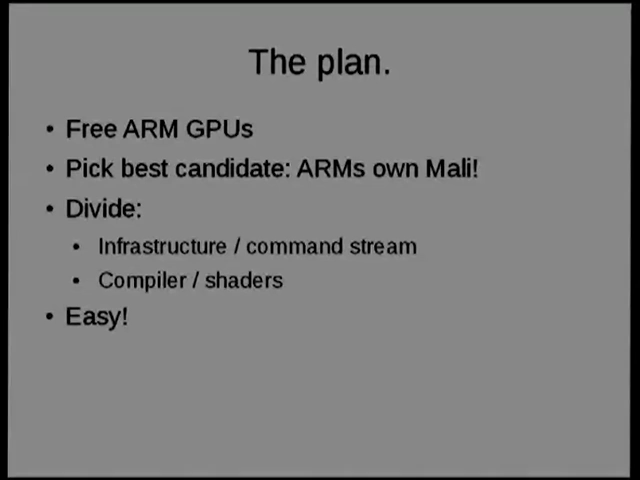 The plan.
• Free ARM GPUs
• Pick best candidate: ARMs own Mali!
• Divide:
• Infrastructure / command stream
• Compiler / shaders
• Easy!